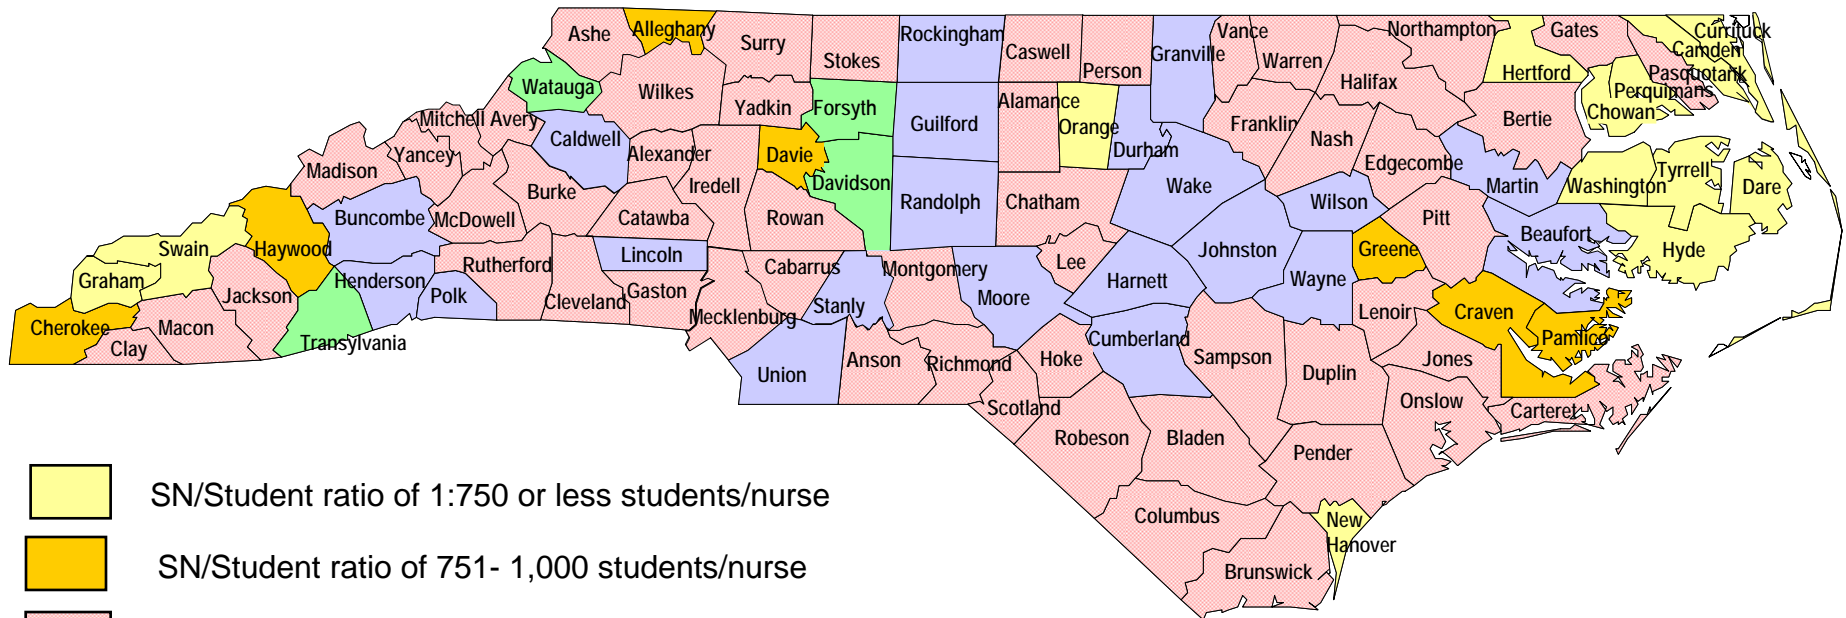 Ashe
Alleghany
Surry
Stokes
Rockingham
Caswell
Person
Granville
Vance
Warren
Northampton
Gates
Currituck
Camden
Pasquotank
Perquimans
Chowan
Hertford
Halifax
Bertie
Watauga
Wilkes
Yadkin
Forsyth
Guilford
Alamance
Orange
Durham
Franklin
Nash
Edgecombe
Martin
Washington
Tyrrell
Dare
Mitchell
Avery
Caldwell
Alexander
Iredell
Davie
Davidson
Randolph
Chatham
Wake
Wilson
Pitt
Beaufort
Hyde
Madison
Yancey
Burke
McDowell
Catawba
Rowan
Buncombe
Haywood
Swain
Graham
Cherokee
Clay
Macon
Jackson
Transylvania
Henderson
Polk
Rutherford
Cleveland
Lincoln
Gaston
Mecklenburg
Cabarrus
Stanly
Montgomery
Moore
Lee
Harnett
Johnston
Wayne
Greene
Lenoir
Craven
Pamlico
Jones
Carteret
Onslow
Duplin
Sampson
Cumberland
Hoke
Richmond
Anson
Union
Scotland
Robeson
Bladen
Pender
Columbus
Brunswick
New
Hanover
SN/Student ratio of 1:750 or less students/nurse
SN/Student ratio of 751- 1,000 students/nurse